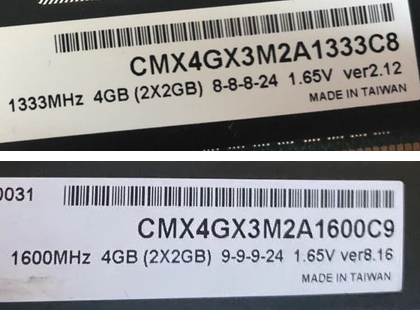 CMX4GX3M2A1333C8
1333MHz 4GB (2X2GB) 8-8-8-24 1.65V ver2.12
MADE IN TAIWAN
0031
CMX4GX3M2A1600C9
1600MHz 4GB (2X2GB) 9-9-9-24 1.65V ver8.16
MADE IN TAIWAN